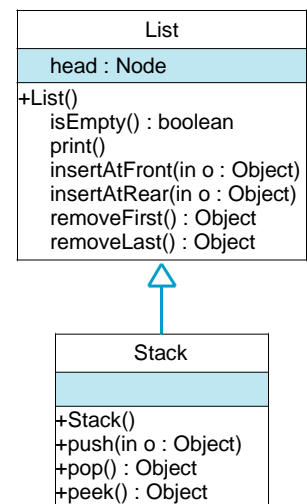 List
head : Node
+List()
isEmpty() : boolean
print()
insertAtFront(in o : Object)
insertAtRear(in o : Object)
removeFirst() : Object
removeLast() : Object
Stack
+Stack()
+push(in o : Object)
+pop() : Object
+peek() : Object